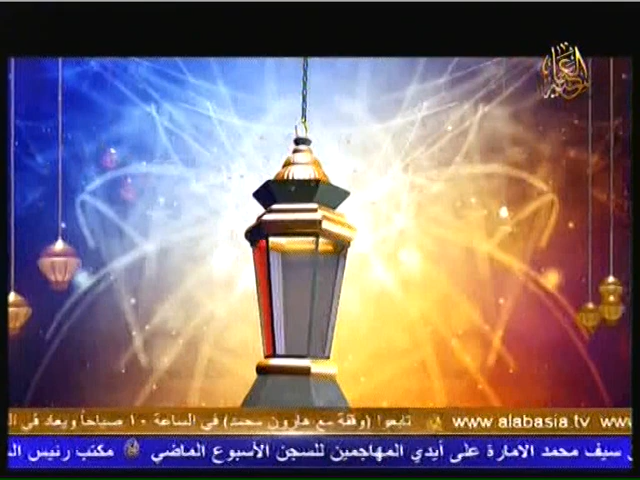 تابعوا (وقفة مع هارون محمد) في الساعة ١٠ صباحاً ويعاد في www.alabasia.tv www
سيف محمد الامارة على أيدي المهاجمين للسجن الأسبوع الماضي مكتب رئيس